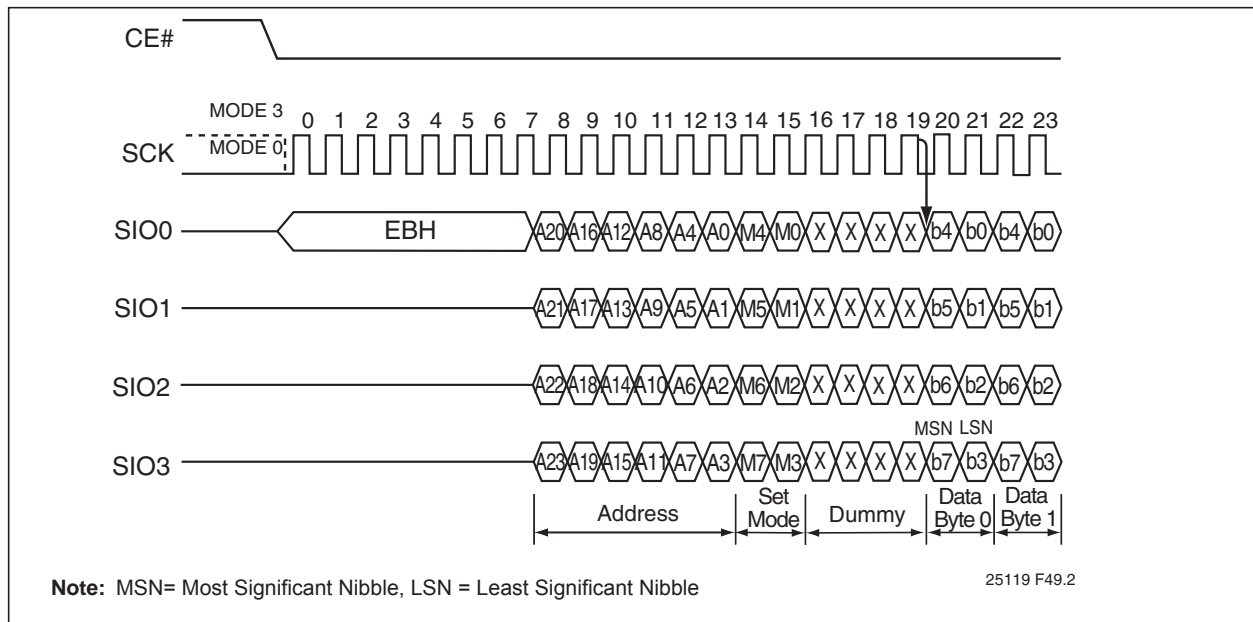 CE#
MODE 3
0 1 2 3 4 5 6 7 8 9 10 11 12 13 14 15 16 17 18 19 20 21 22 23
SCK MODE 0
SIO0 EBH A20 A16 A12 A8 A4 A0 M4 M0 X X X X b4 b0 b4 b0
SIO1 A21 A17 A13 A9 A5 A1 M5 M1 X X X X b5 b1 b5 b1
SIO2 A22 A18 A14 A10 A6 A2 M6 M2 X X X X b6 b2 b6 b2
MSN LSN
SIO3 A23 A19 A15 A11 A7 A3 M7 M3 X X X X b7 b3 b7 b3
Address
Set
Mode
Dummy
Data
Byte 0
Data
Byte 1
Note: MSN= Most Significant Nibble, LSN = Least Significant Nibble
25119 F49.2